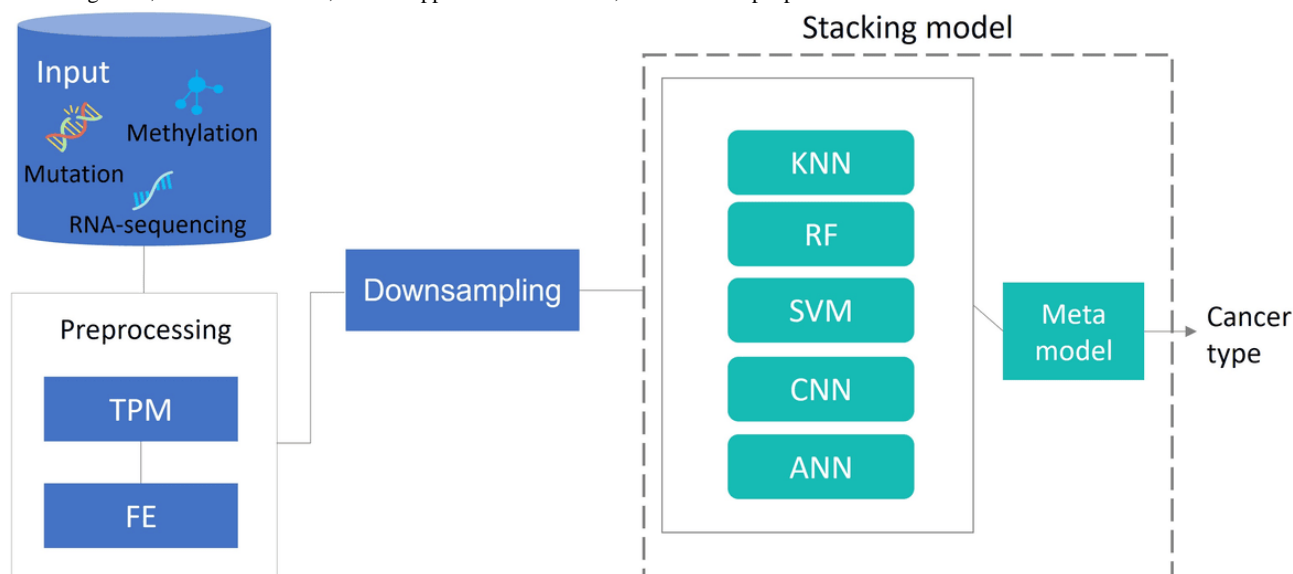 Stacking model
Input
Methylation
Mutation
RNA-sequencing
Preprocessing
TPM
FE
Downsampling
KNN
RF
SVM
CNN
ANN
Meta
model
Cancer
type